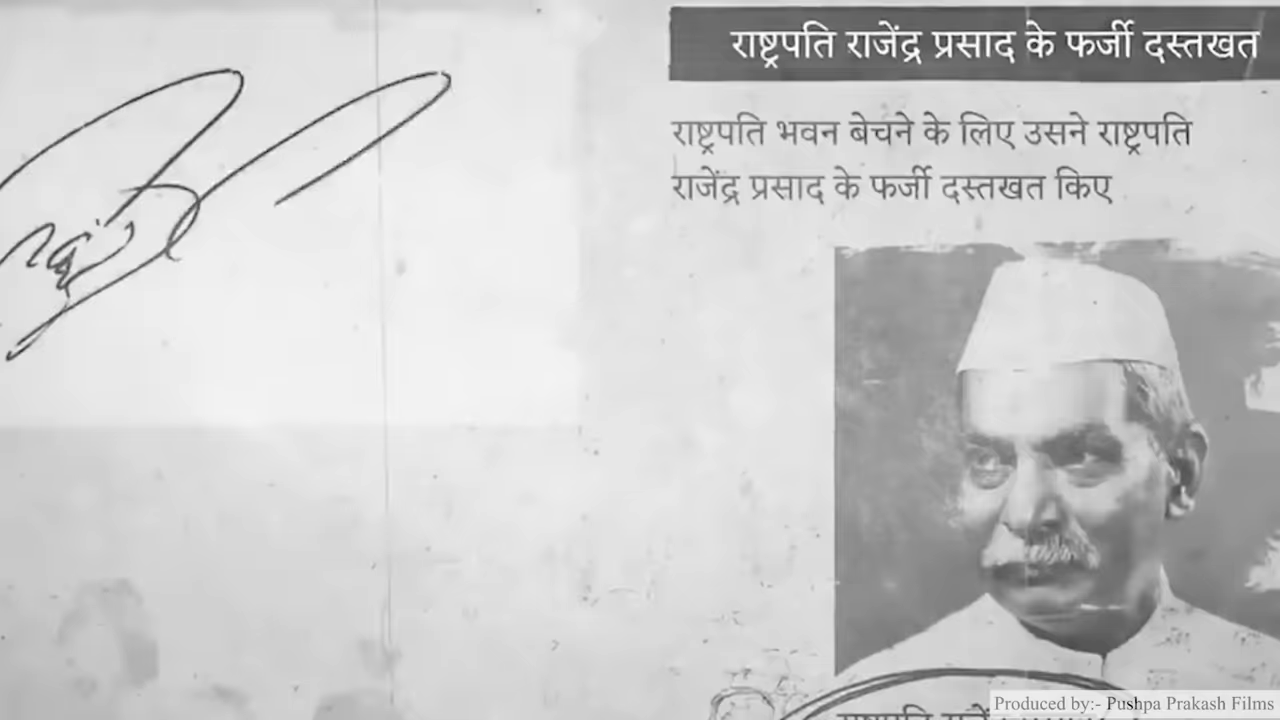 राष्ट्रपति राजेंद्र प्रसाद के फर्जी दस्तखत
राष्ट्रपति भवन बेचने के लिए उसने राष्ट्रपति
राजेंद्र प्रसाद के फर्जी दस्तखत किए
Produced by:- Pushpa Prakash Films